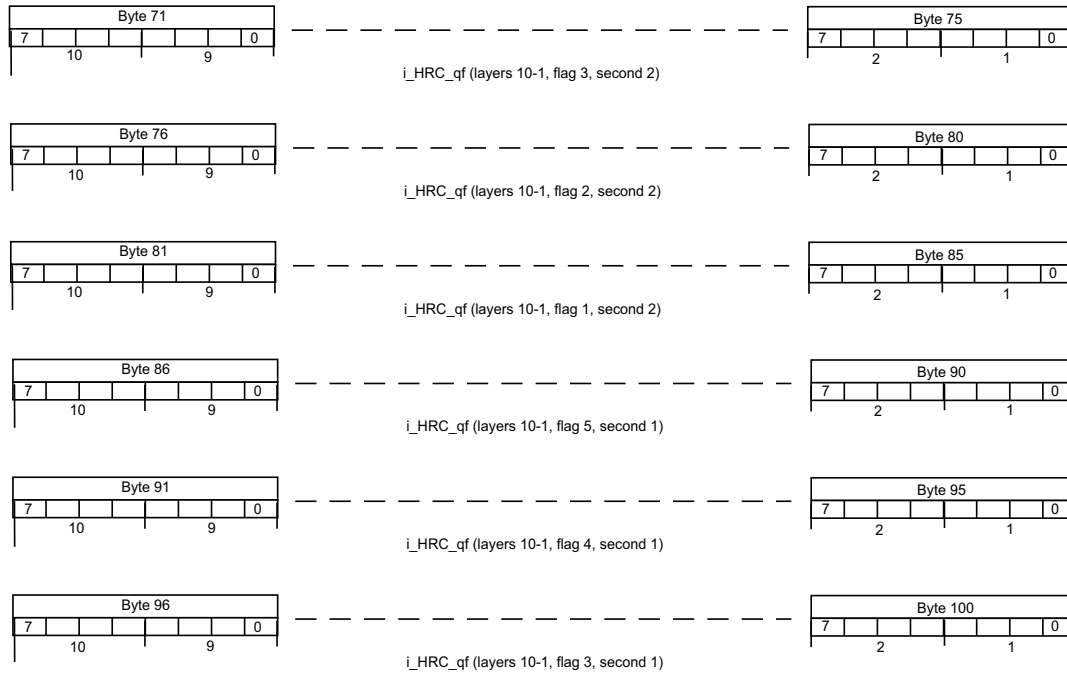 Byte 71 Byte 75
7 0 7 0
10 9 2 1
i_HRC_qf (layers 10-1, flag 3, second 2)
Byte 76 Byte 80
7 0 7 0
10 9 2 1
i_HRC_qf (layers 10-1, flag 2, second 2)
Byte 81 Byte 85
7 0 7 0
10 9 2 1
i_HRC_qf (layers 10-1, flag 1, second 2)
Byte 86 Byte 90
7 0 7 0
10 9 2 1
i_HRC_qf (layers 10-1, flag 5, second 1)
Byte 91 Byte 95
7 0 7 0
10 9 2 1
i_HRC_qf (layers 10-1, flag 4, second 1)
Byte 96 Byte 100
7 0 7 0
10 9 2 1
i_HRC_qf (layers 10-1, flag 3, second 1)